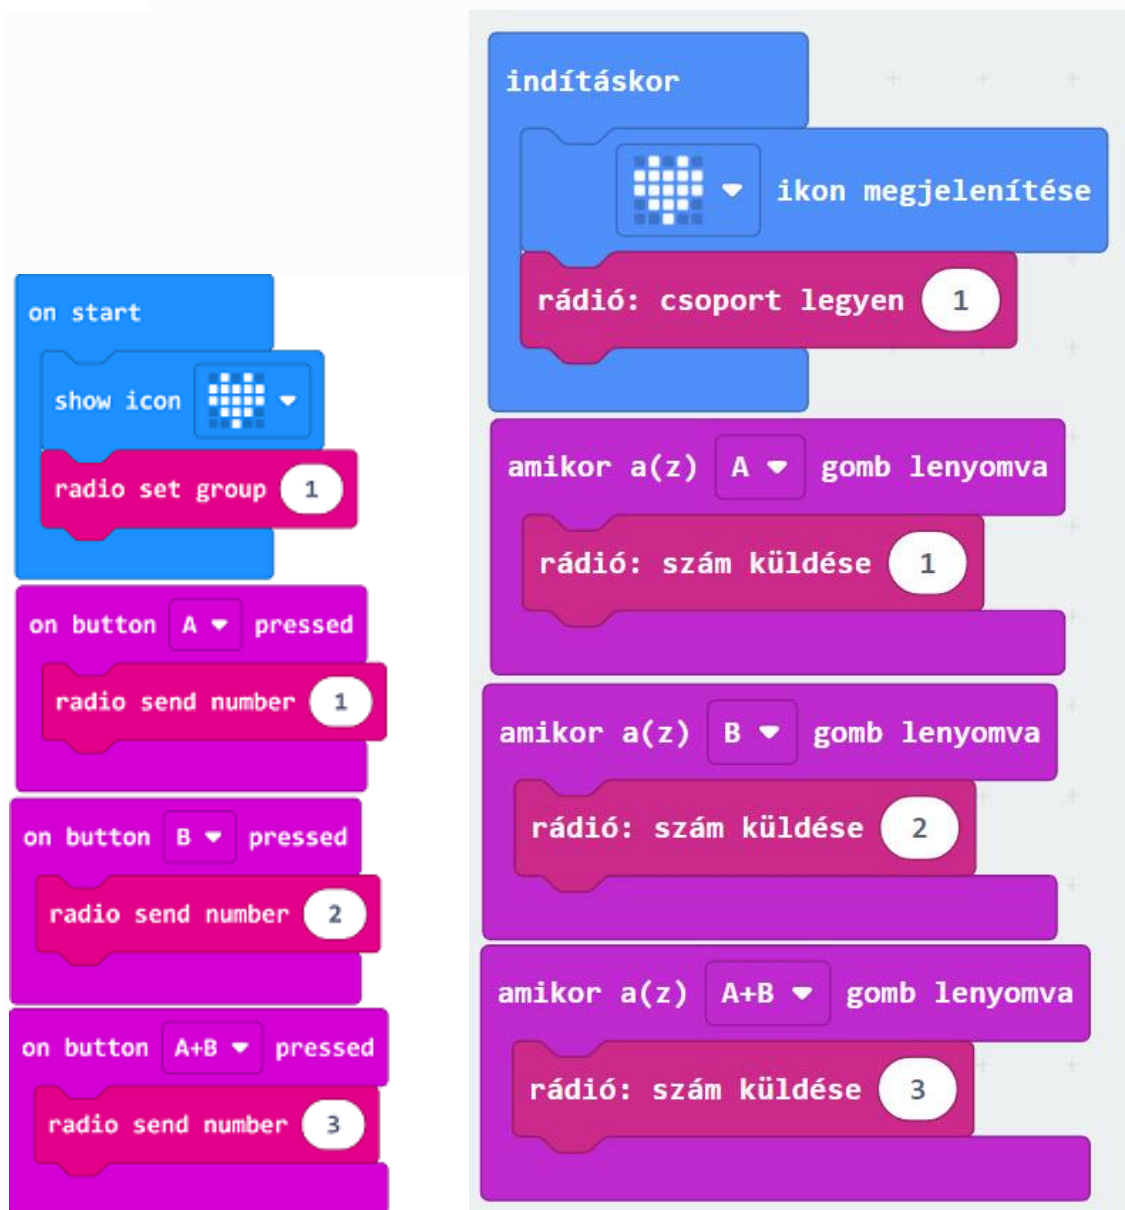 on start
show icon
radio set group 1
on button A pressed
radio send number 1
on button B pressed
radio send number 2
on button A+B pressed
radio send number 3
indításkor
ikon megjelenítése
rádió: csoport legyen 1
amikor a(z) A gomb lenyomva
rádió: szám küldése 1
amikor a(z) B gomb lenyomva
rádió: szám küldése 2
amikor a(z) A+B gomb lenyomva
rádió: szám küldése 3